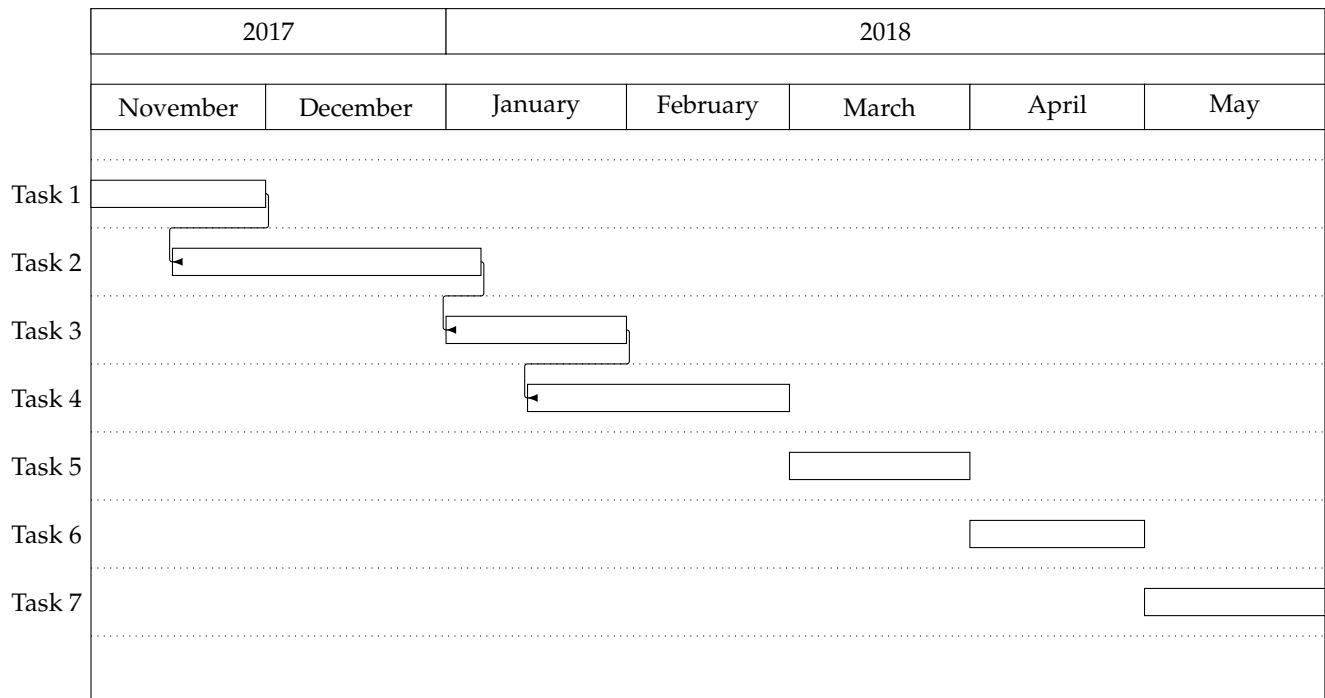 2017 2018
November December January February March April May
Task 1
Task 2
Task 3
Task 4
Task 5
Task 6
Task 7